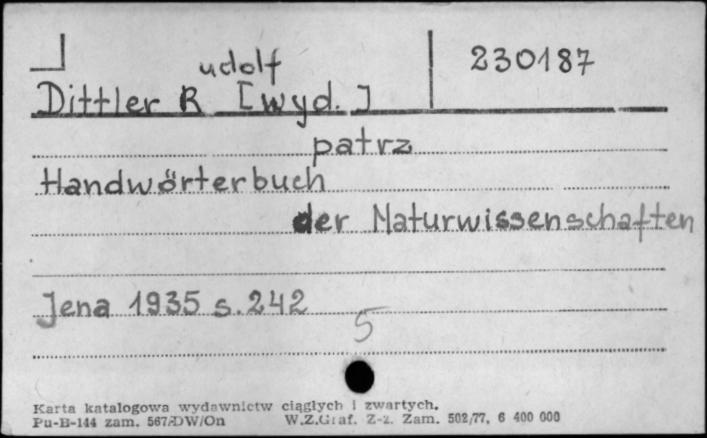 udolf 230187
Dittler R [wyd.]
patrz
Handwörterbuch
der Naturwissenschaften
Jena 1935 s. 242
5
Karta katalogowa wydawnictw ciągłych i zwartych.
Pu-B-144 zam. 567/DW/On W.Z.Graf. Z-z. Zam. 502/77, 6 400 000